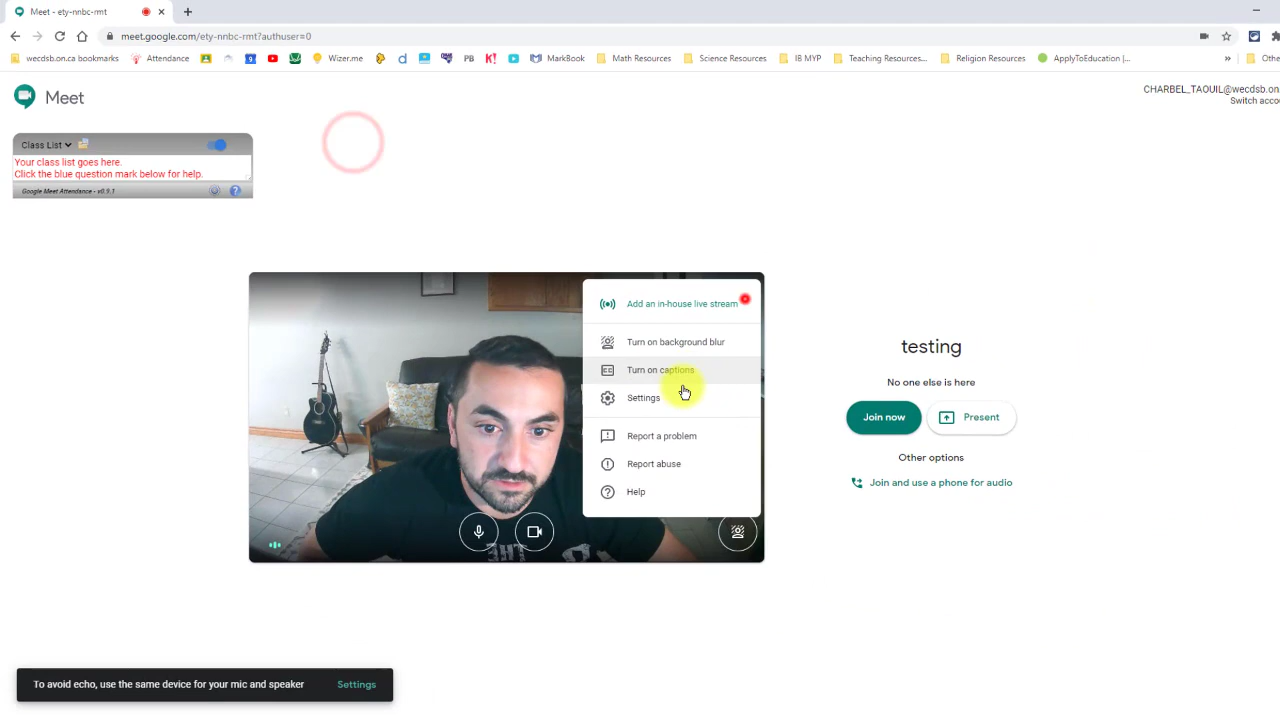 Meet - ety-nnbc-rmt
meet.google.com/ety-nnbc-rmt?authuser=0
wecdsb.on.ca bookmarks
Attendance
Wizer.me
MarkBook
Math Resources
Science Resources
IB MYP
Teaching Resources...
Religion Resources
ApplyToEducation |...
Othe
Meet
CHARBEL_TAOUIL@wecdsb.on
Switch acco
Class List
Your class list goes here.
Click the blue question mark below for help.
Google Meet Attendance - v0.9.1
Add an in-house live stream
Turn on background blur
Turn on captions
Settings
Report a problem
Report abuse
Help
testing
No one else is here
Join now
Present
Other options
Join and use a phone for audio
To avoid echo, use the same device for your mic and speaker
Settings